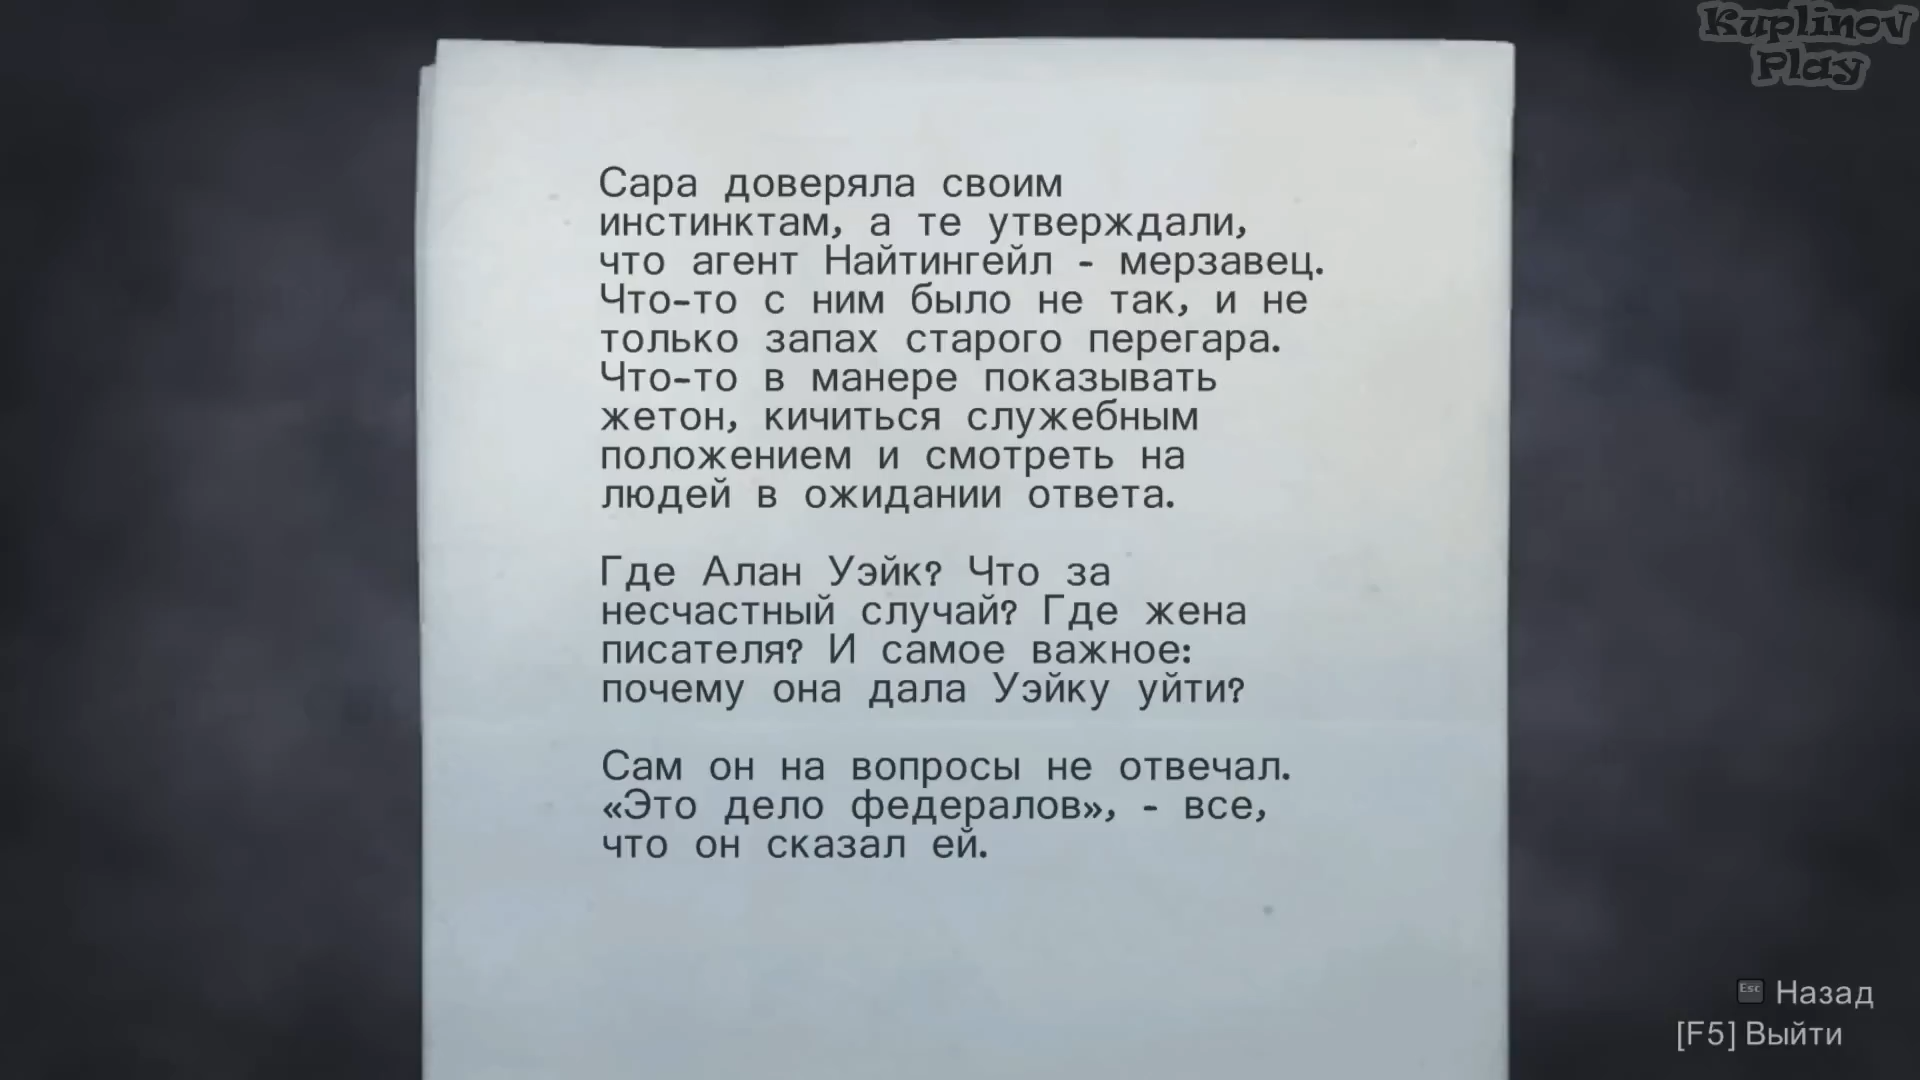 Kuplinov
Play
Сара доверяла своим
инстинктам, а те утверждали,
что агент Найтингейл - мерзавец.
Что-то с ним было не так, и не
только запах старого перегара.
Что-то в манере показывать
жетон, кичиться служебным
положением и смотреть на
людей в ожидании ответа.
Где Алан Уэйк? Что за
несчастный случай? Где жена
писателя? И самое важное:
почему она дала Уэйку уйти?
Сам он на вопросы не отвечал.
«Это дело федералов», - все,
что он сказал ей.
Esc Назад
[F5] Выйти